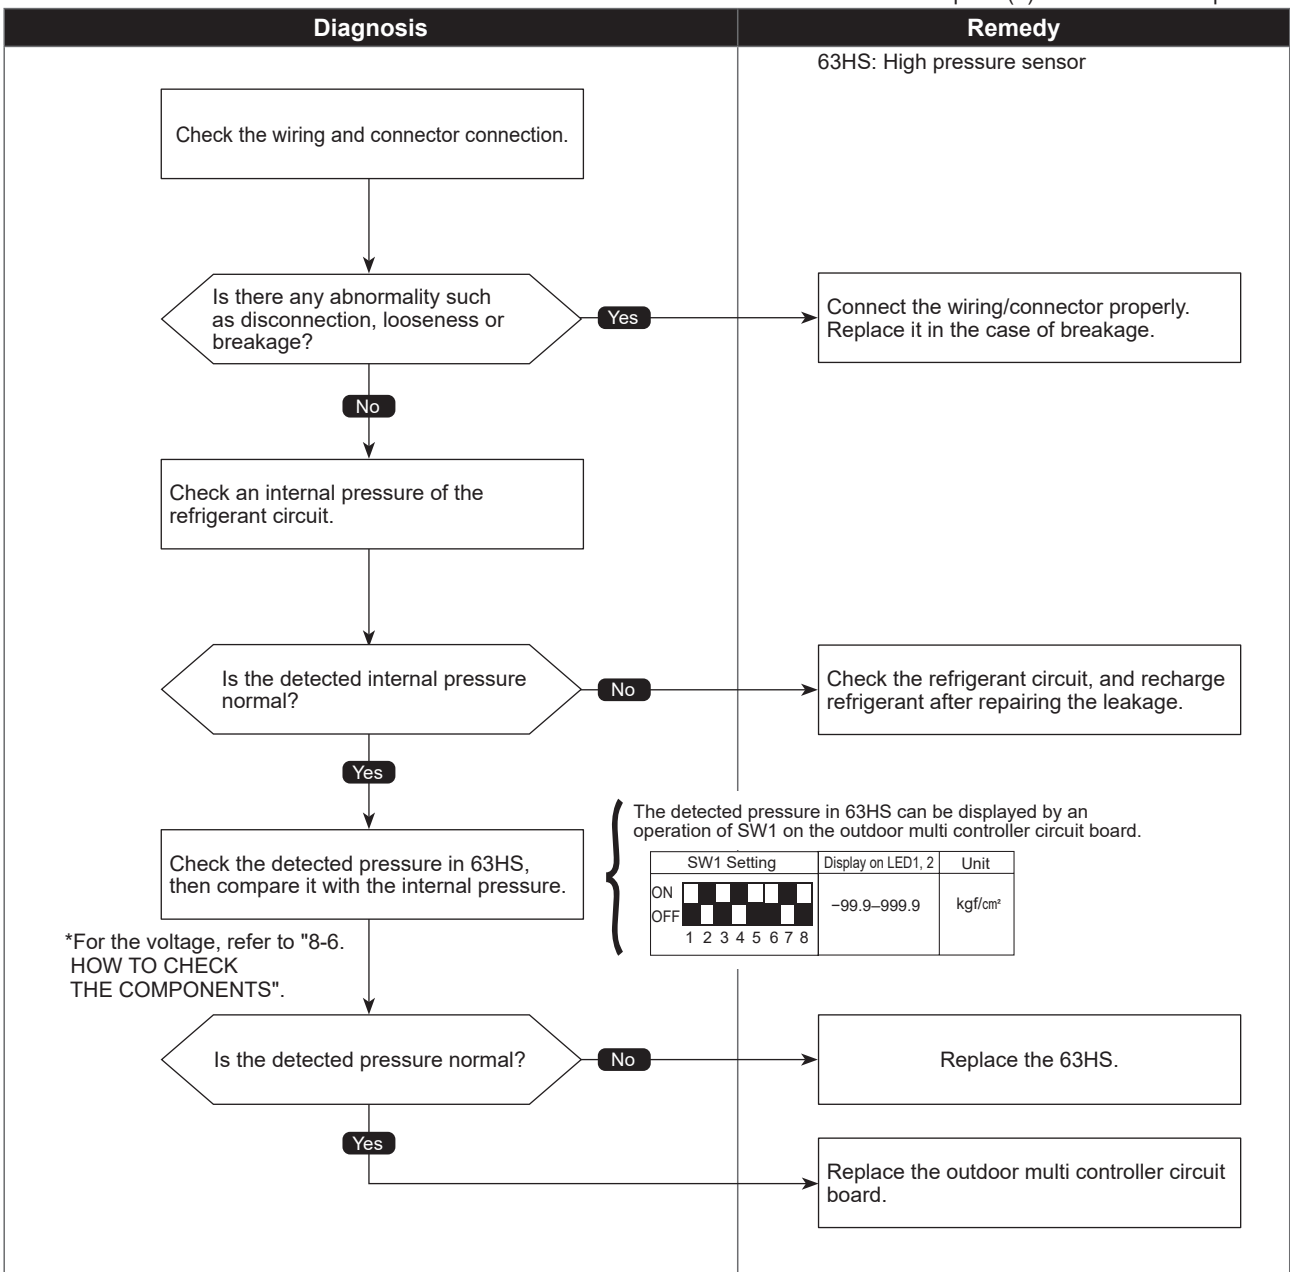 Diagnosis
Remedy
63HS: High pressure sensor
Check the wiring and connector connection.
Is there any abnormality such
as disconnection, looseness or
breakage?
Yes
Connect the wiring/connector properly.
Replace it in the case of breakage.
No
Check an internal pressure of the
refrigerant circuit.
Is the detected internal pressure
normal?
No
Check the refrigerant circuit, and recharge
refrigerant after repairing the leakage.
Yes
The detected pressure in 63HS can be displayed by an
operation of SW1 on the outdoor multi controller circuit board.
Check the detected pressure in 63HS,
then compare it with the internal pressure.
SW1 Setting
Display on LED1, 2
Unit
ON
OFF
1 2 3 4 5 6 7 8
−99.9–999.9
kgf/cm²
*For the voltage, refer to "8-6.
HOW TO CHECK
THE COMPONENTS".
Is the detected pressure normal?
No
Replace the 63HS.
Yes
Replace the outdoor multi controller circuit
board.